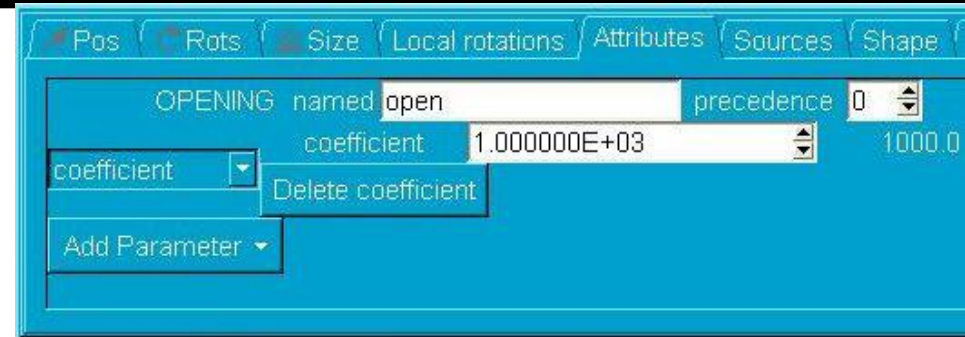 Pos Rots Size Local rotations Attributes Sources Shape
OPENING named open precedence 0
coefficient 1.000000E+03 1000.0
coefficient Delete coefficient
Add Parameter